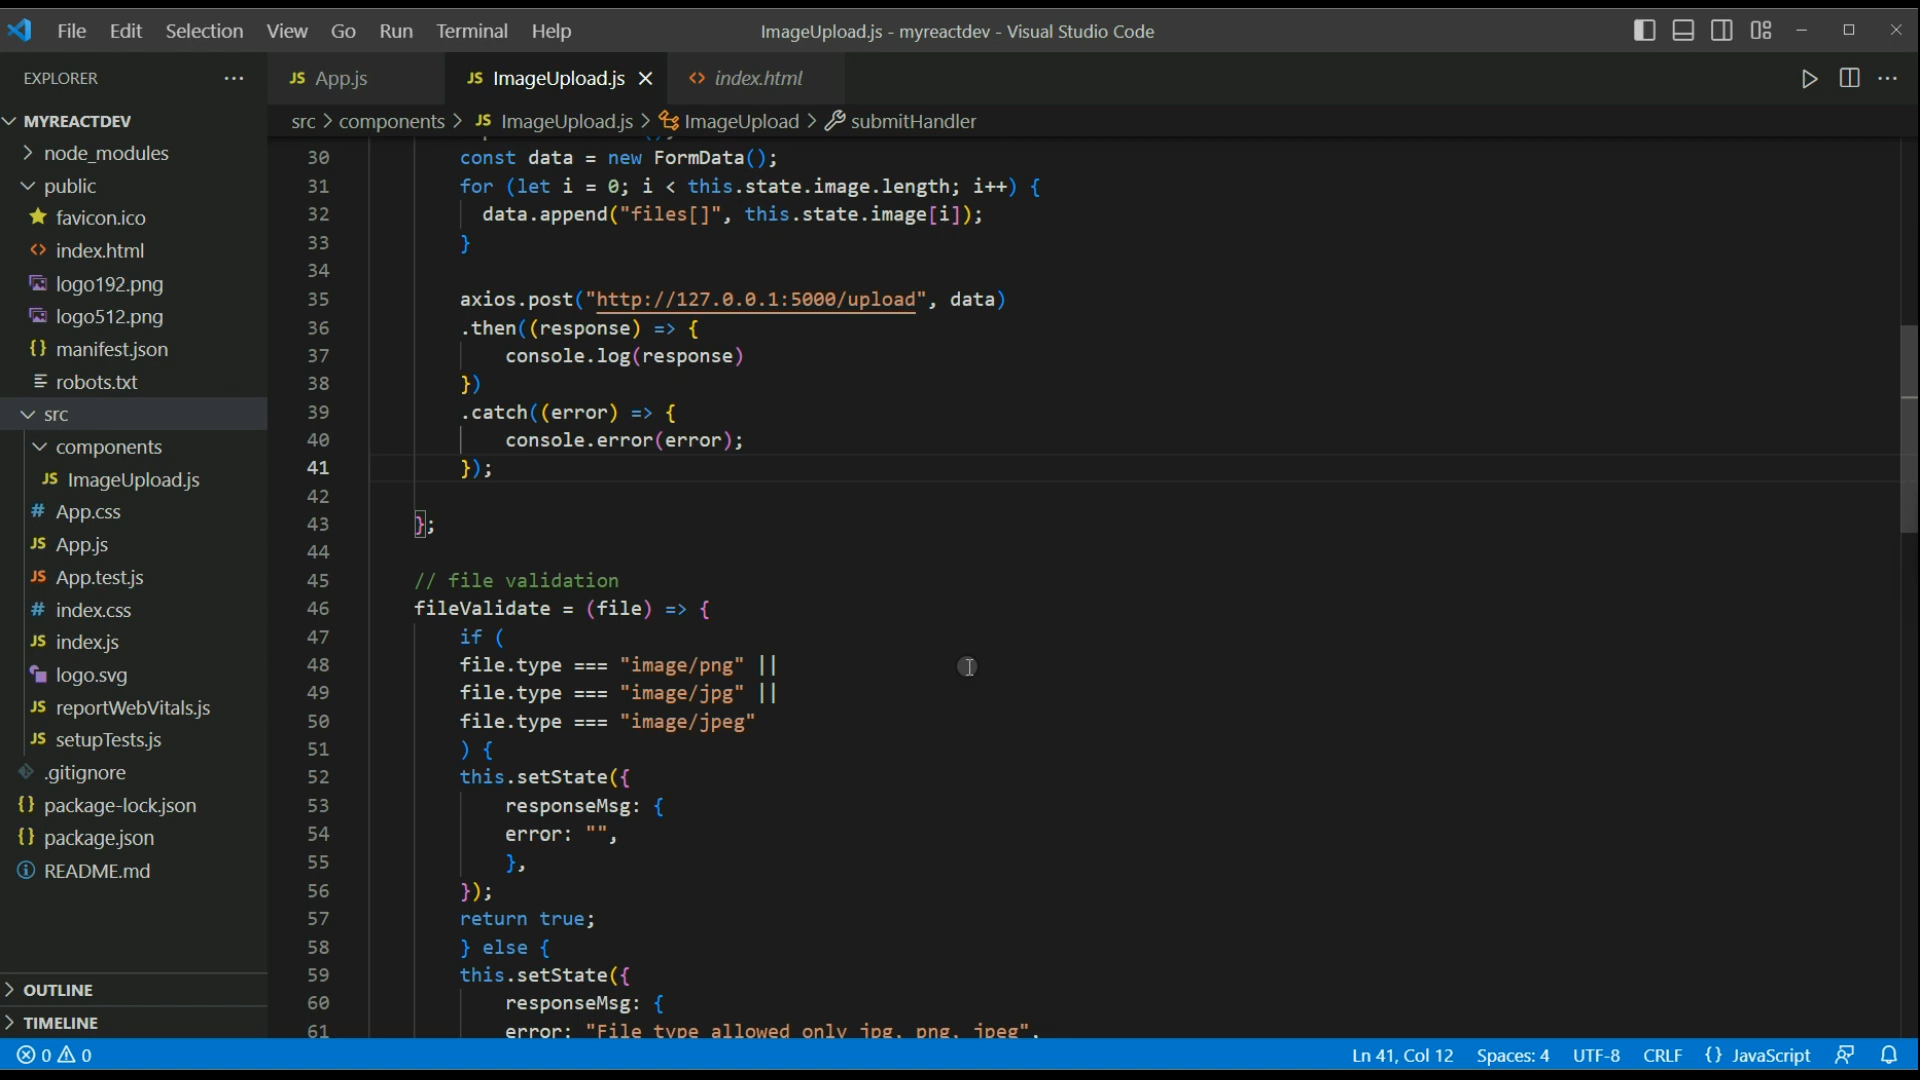 File Edit Selection View Go Run Terminal Help
ImageUpload.js - myreactdev - Visual Studio Code
EXPLORER
MYREACTDEV
node_modules
public
favicon.ico
index.html
logo192.png
logo512.png
manifest.json
robots.txt
src
components
JS ImageUpload.js
# App.css
JS App.js
JS App.test.js
# index.css
JS index.js
logo.svg
JS reportWebVitals.js
JS setupTests.js
.gitignore
{} package-lock.json
{} package.json
README.md
OUTLINE
TIMELINE
JS App.js
JS ImageUpload.js
<> index.html
src > components > JS ImageUpload.js > ImageUpload > submitHandler
30 const data = new FormData();
31 for (let i = 0; i < this.state.image.length; i++) {
32 data.append("files[]", this.state.image[i]);
33 }
34
35 axios.post("http://127.0.0.1:5000/upload", data)
36 .then((response) => {
37 console.log(response)
38 })
39 .catch((error) => {
40 console.error(error);
41 });
42
43 };
44
45 // file validation
46 fileValidate = (file) => {
47 if (
48 file.type === "image/png" ||
49 file.type === "image/jpg" ||
50 file.type === "image/jpeg"
51 ) {
52 this.setState({
53 responseMsg: {
54 error: "",
55 },
56 });
57 return true;
58 } else {
59 this.setState({
60 responseMsg: {
61 error: "File type allowed only jpg, png, jpeg",
0 0
Ln 41, Col 12 Spaces: 4 UTF-8 CRLF {} JavaScript